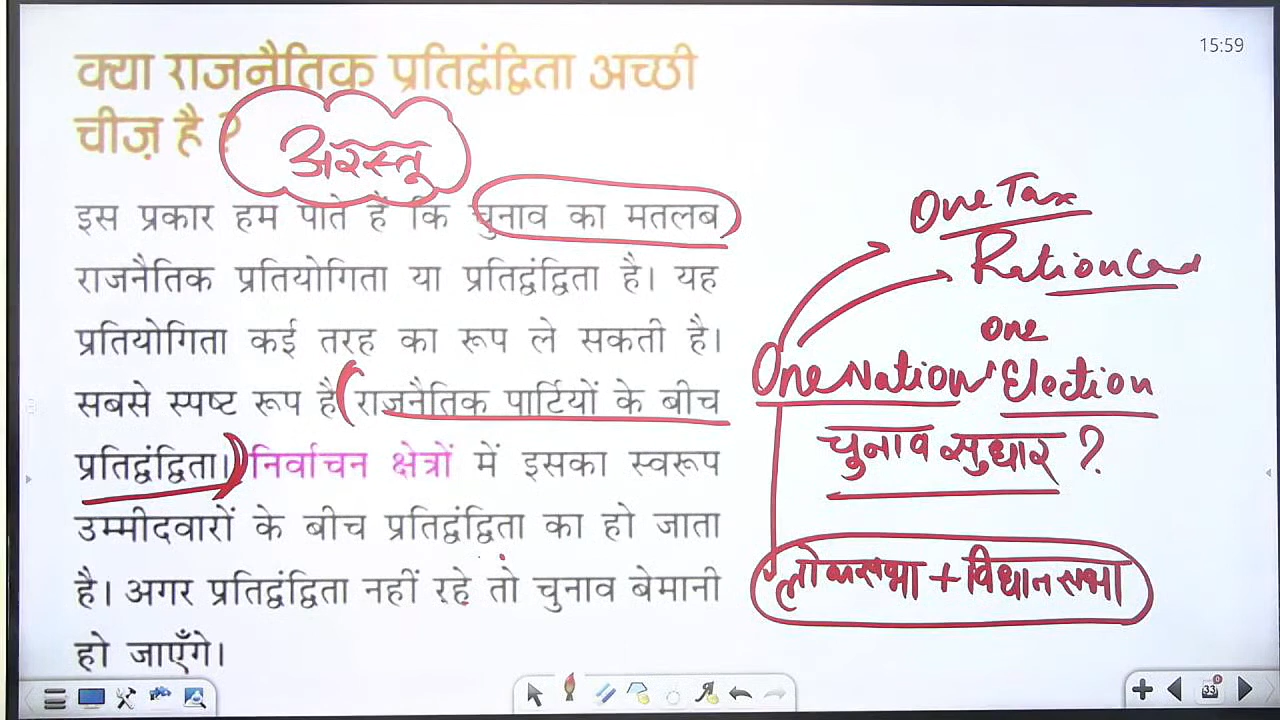 15:59
क्या राजनैतिक प्रतिद्वंद्विता अच्छी
चीज़ है ?
अरस्तू
इस प्रकार हम पाते हैं कि चुनाव का मतलब
राजनैतिक प्रतियोगिता या प्रतिद्वंद्विता है। यह
प्रतियोगिता कई तरह का रूप ले सकती है।
सबसे स्पष्ट रूप है राजनैतिक पार्टियों के बीच
प्रतिद्वंद्विता। निर्वाचन क्षेत्रों में इसका स्वरूप
उम्मीदवारों के बीच प्रतिद्वंद्विता का हो जाता
है। अगर प्रतिद्वंद्विता नहीं रहे तो चुनाव बेमानी
हो जाएँगे।
One Tax
Ration Card
one
One Nation Election
चुनाव सुधार ?
लोकसभा + विधानसभा
33